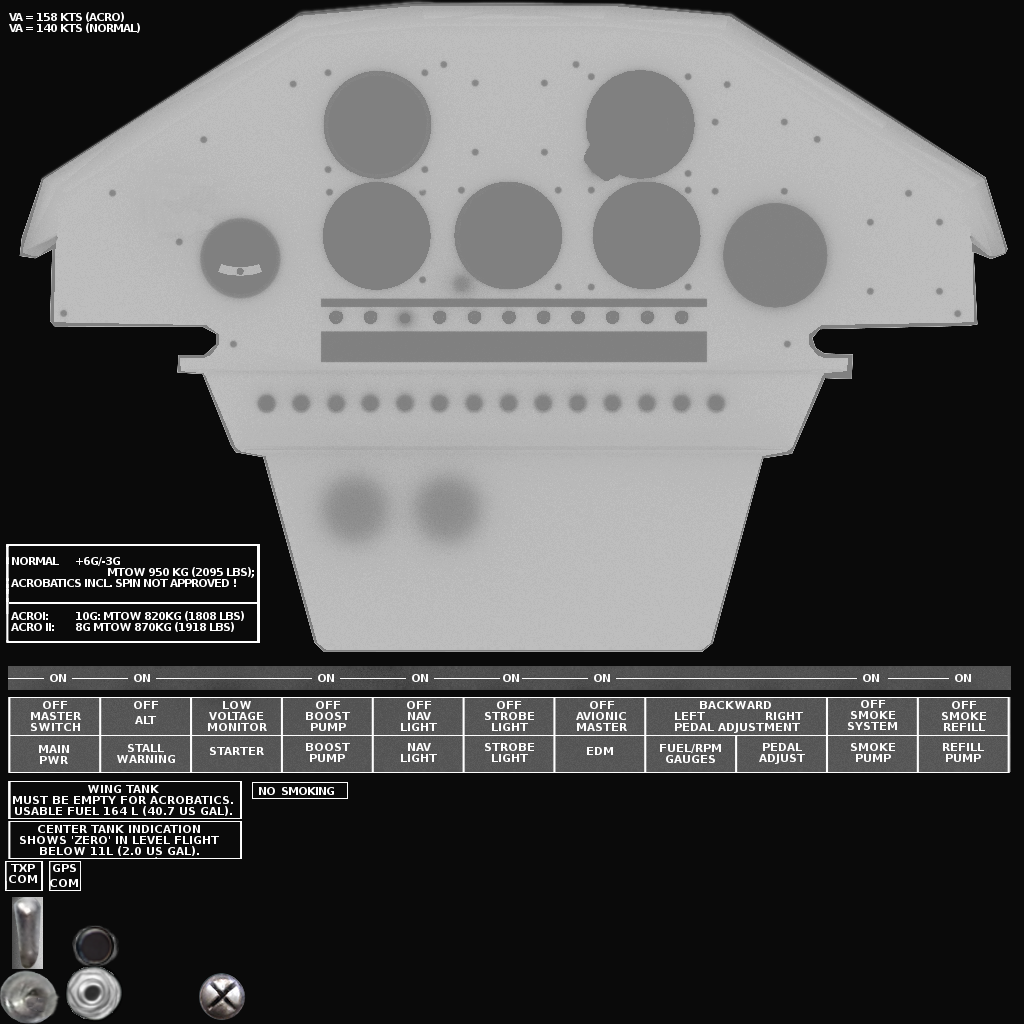 VA = 158 KTS (ACRO)
VA = 140 KTS (NORMAL)
NORMAL +6G/-3G
MTOW 950 KG (2095 LBS);
ACROBATICS INCL. SPIN NOT APPROVED !
ACROI: 10G: MTOW 820KG (1808 LBS)
ACRO II: 8G MTOW 870KG (1918 LBS)
ON ON ON ON ON ON ON ON
OFF MASTER SWITCH
OFF ALT
LOW VOLTAGE MONITOR
OFF BOOST PUMP
OFF NAV LIGHT
OFF STROBE LIGHT
OFF AVIONIC MASTER
BACKWARD
LEFT RIGHT
PEDAL ADJUSTMENT
OFF SMOKE SYSTEM
OFF SMOKE REFILL
MAIN PWR
STALL WARNING
STARTER
BOOST PUMP
NAV LIGHT
STROBE LIGHT
EDM
FUEL/RPM GAUGES
PEDAL ADJUST
SMOKE PUMP
REFILL PUMP
WING TANK
MUST BE EMPTY FOR ACROBATICS.
USABLE FUEL 164 L (40.7 US GAL).
NO SMOKING
CENTER TANK INDICATION
SHOWS 'ZERO' IN LEVEL FLIGHT
BELOW 11L (2.0 US GAL).
TXP COM
GPS COM